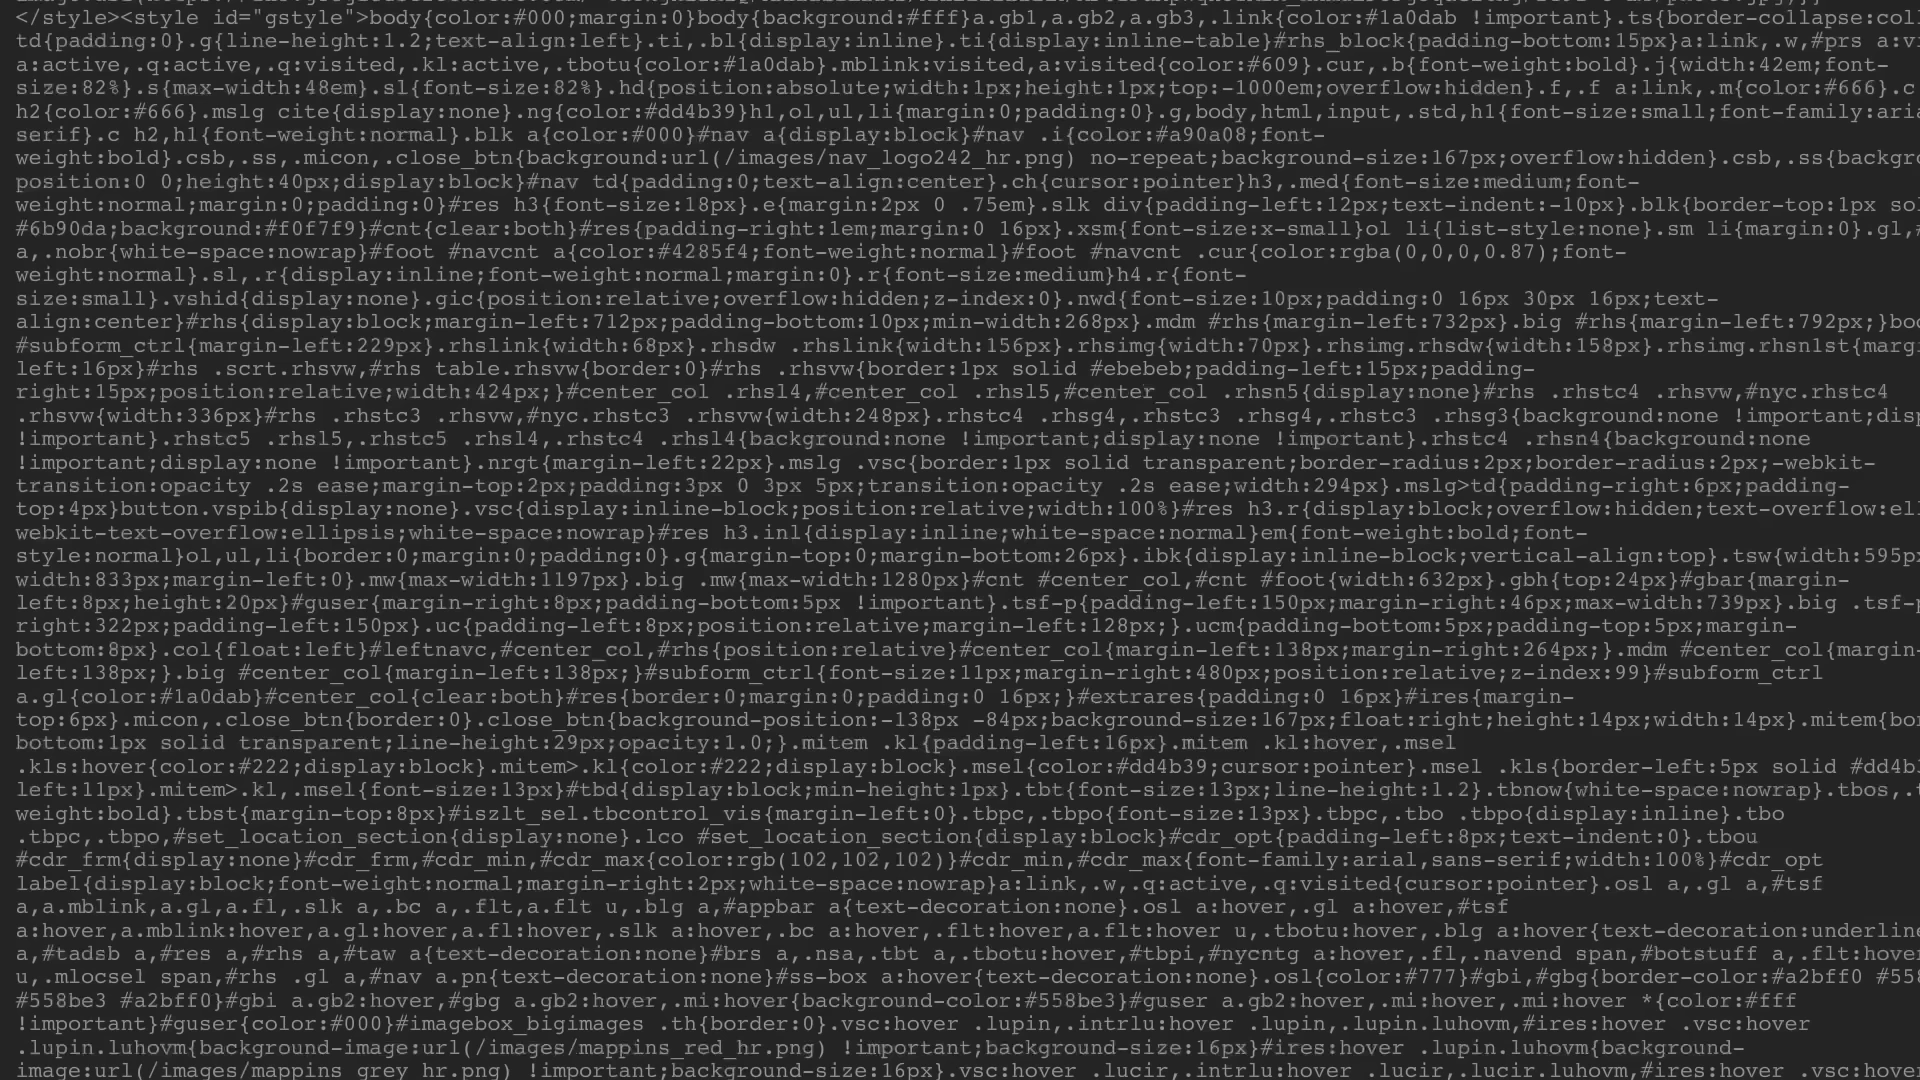 </style><style id="gstyle">body{color:#000;margin:0}body{background:#fff}a.gb1,a.gb2,a.gb3,.link{color:#1a0dab !important}.ts{border-collapse:col
td{padding:0}.g{line-height:1.2;text-align:left}.ti,.bl{display:inline}.ti{display:inline-table}#rhs_block{padding-bottom:15px}a:link,.w,#prs a:vi
a:active,.q:active,.q:visited,.kl:active,.tbotu{color:#1a0dab}.mblink:visited,a:visited{color:#609}.cur,.b{font-weight:bold}.j{width:42em;font-
size:82%}.s{max-width:48em}.sl{font-size:82%}.hd{position:absolute;width:1px;height:1px;top:-1000em;overflow:hidden}.f,.f a:link,.m{color:#666}.c
h2{color:#666}.mslg cite{display:none}.ng{color:#dd4b39}h1,ol,ul,li{margin:0;padding:0}.g,body,html,input,.std,h1{font-size:small;font-family:aria
serif}.c h2,h1{font-weight:normal}.blk a{color:#000}#nav a{display:block}#nav .i{color:#a90a08;font-
weight:bold}.csb,.ss,.micon,.close_btn{background:url(/images/nav_logo242_hr.png) no-repeat;background-size:167px;overflow:hidden}.csb,.ss{backgro
position:0 0;height:40px;display:block}#nav td{padding:0;text-align:center}.ch{cursor:pointer}h3,.med{font-size:medium;font-
weight:normal;margin:0;padding:0}#res h3{font-size:18px}.e{margin:2px 0 .75em}.slk div{padding-left:12px;text-indent:-10px}.blk{border-top:1px sol
#6b90da;background:#f0f7f9}#cnt{clear:both}#res{padding-right:1em;margin:0 16px}.xsm{font-size:x-small}ol li{list-style:none}.sm li{margin:0}.gl,#
a,.nobr{white-space:nowrap}#foot #navcnt a{color:#4285f4;font-weight:normal}#foot #navcnt .cur{color:rgba(0,0,0,0.87);font-
weight:normal}.sl,.r{display:inline;font-weight:normal;margin:0}.r{font-size:medium}h4.r{font-
size:small}.vshid{display:none}.gic{position:relative;overflow:hidden;z-index:0}.nwd{font-size:10px;padding:0 16px 30px 16px;text-
align:center}#rhs{display:block;margin-left:712px;padding-bottom:10px;min-width:268px}.mdm #rhs{margin-left:732px}.big #rhs{margin-left:792px;}bod
#subform_ctrl{margin-left:229px}.rhslink{width:68px}.rhsdw .rhslink{width:156px}.rhsimg{width:70px}.rhsimg.rhsdw{width:158px}.rhsimg.rhsn1st{margi
left:16px}#rhs .scrt.rhsvw,#rhs table.rhsvw{border:0}#rhs .rhsvw{border:1px solid #ebebeb;padding-left:15px;padding-
right:15px;position:relative;width:424px;}#center_col .rhsl4,#center_col .rhsl5,#center_col .rhsn5{display:none}#rhs .rhstc4 .rhsvw,#nyc.rhstc4
.rhsvw{width:336px}#rhs .rhstc3 .rhsvw,#nyc.rhstc3 .rhsvw{width:248px}.rhstc4 .rhsg4,.rhstc3 .rhsg4,.rhstc3 .rhsg3{background:none !important;disp
!important}.rhstc5 .rhsl5,.rhstc5 .rhsl4,.rhstc4 .rhsl4{background:none !important;display:none !important}.rhstc4 .rhsn4{background:none
!important;display:none !important}.nrgt{margin-left:22px}.mslg .vsc{border:1px solid transparent;border-radius:2px;border-radius:2px;-webkit-
transition:opacity .2s ease;margin-top:2px;padding:3px 0 3px 5px;transition:opacity .2s ease;width:294px}.mslg>td{padding-right:6px;padding-
top:4px}button.vspib{display:none}.vsc{display:inline-block;position:relative;width:100%}#res h3.r{display:block;overflow:hidden;text-overflow:ell
webkit-text-overflow:ellipsis;white-space:nowrap}#res h3.inl{display:inline;white-space:normal}em{font-weight:bold;font-
style:normal}ol,ul,li{border:0;margin:0;padding:0}.g{margin-top:0;margin-bottom:26px}.ibk{display:inline-block;vertical-align:top}.tsw{width:595px
width:833px;margin-left:0}.mw{max-width:1197px}.big .mw{max-width:1280px}#cnt #center_col,#cnt #foot{width:632px}.gbh{top:24px}#gbar{margin-
left:8px;height:20px}#guser{margin-right:8px;padding-bottom:5px !important}.tsf-p{padding-left:150px;margin-right:46px;max-width:739px}.big .tsf-p
right:322px;padding-left:150px}.uc{padding-left:8px;position:relative;margin-left:128px;}.ucm{padding-bottom:5px;padding-top:5px;margin-
bottom:8px}.col{float:left}#leftnavc,#center_col,#rhs{position:relative}#center_col{margin-left:138px;margin-right:264px;}.mdm #center_col{margin-
left:138px;}.big #center_col{margin-left:138px;}#subform_ctrl{font-size:11px;margin-right:480px;position:relative;z-index:99}#subform_ctrl
a.gl{color:#1a0dab}#center_col{clear:both}#res{border:0;margin:0;padding:0 16px;}#extrares{padding:0 16px}#ires{margin-
top:6px}.micon,.close_btn{border:0}.close_btn{background-position:-138px -84px;background-size:167px;float:right;height:14px;width:14px}.mitem{bor
bottom:1px solid transparent;line-height:29px;opacity:1.0;}.mitem .kl{padding-left:16px}.mitem .kl:hover,.msel
.kls:hover{color:#222;display:block}.mitem>.kl{color:#222;display:block}.msel{color:#dd4b39;cursor:pointer}.msel .kls{border-left:5px solid #dd4b3
left:11px}.mitem>.kl,.msel{font-size:13px}#tbd{display:block;min-height:1px}.tbt{font-size:13px;line-height:1.2}.tbnow{white-space:nowrap}.tbos,.t
weight:bold}.tbst{margin-top:8px}#iszlt_sel.tbcontrol_vis{margin-left:0}.tbpc,.tbpo{font-size:13px}.tbpc,.tbo .tbpo{display:inline}.tbo
.tbpc,.tbpo,#set_location_section{display:none}.lco #set_location_section{display:block}#cdr_opt{padding-left:8px;text-indent:0}.tbou
#cdr_frm{display:none}#cdr_frm,#cdr_min,#cdr_max{color:rgb(102,102,102)}#cdr_min,#cdr_max{font-family:arial,sans-serif;width:100%}#cdr_opt
label{display:block;font-weight:normal;margin-right:2px;white-space:nowrap}a:link,.w,.q:active,.q:visited{cursor:pointer}.osl a,.gl a,#tsf
a,a.mblink,a.gl,a.fl,.slk a,.bc a,.flt,a.flt u,.blg a,#appbar a{text-decoration:none}.osl a:hover,.gl a:hover,#tsf
a:hover,a.mblink:hover,a.gl:hover,a.fl:hover,.slk a:hover,.bc a:hover,.flt:hover,a.flt:hover u,.tbotu:hover,.blg a:hover{text-decoration:underline
a,#tadsb a,#res a,#rhs a,#taw a{text-decoration:none}#brs a,.nsa,.tbt a,.tbotu:hover,#tbpi,#nycntg a:hover,.fl,.navend span,#botstuff a,.flt:hover
u,.mlocsel span,#rhs .gl a,#nav a.pn{text-decoration:none}#ss-box a:hover{text-decoration:none}.osl{color:#777}#gbi,#gbg{border-color:#a2bff0 #558
#558be3 #a2bff0}#gbi a.gb2:hover,#gbg a.gb2:hover,.mi:hover{background-color:#558be3}#guser a.gb2:hover,.mi:hover,.mi:hover *{color:#fff
!important}#guser{color:#000}#imagebox_bigimages .th{border:0}.vsc:hover .lupin,.intrlu:hover .lupin,.lupin.luhovm,#ires:hover .vsc:hover
.lupin.luhovm{background-image:url(/images/mappins_red_hr.png) !important;background-size:16px}#ires:hover .lupin.luhovm{background-
image:url(/images/mappins_grey_hr.png) !important;background-size:16px}.vsc:hover .lucir,.intrlu:hover .lucir,.lucir.luhovm,#ires:hover .vsc:hover